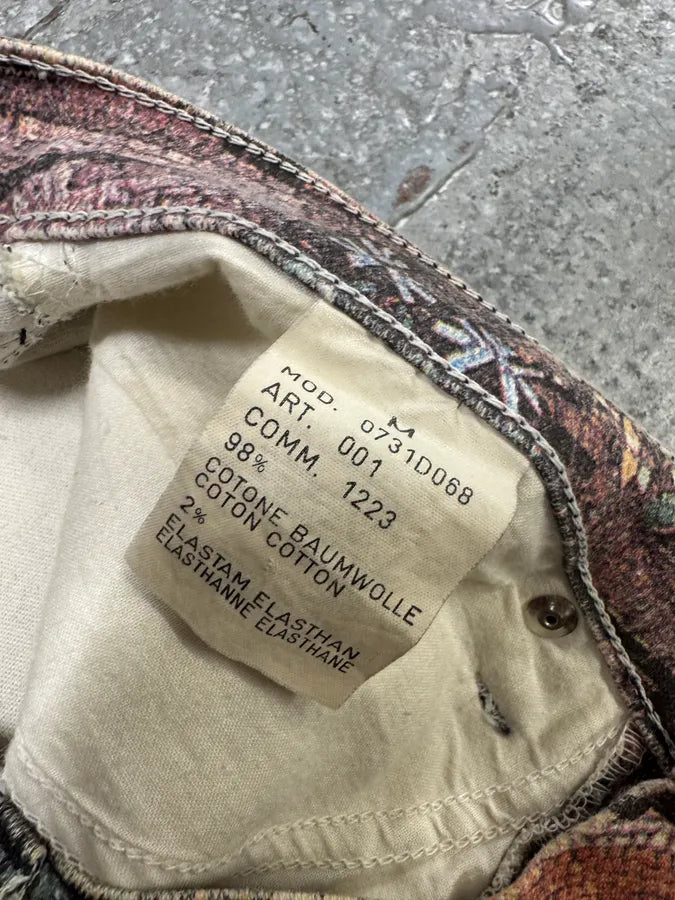 M
MOD. 0731D068
ART. 001
COMM. 1223
98%
COTONE BAUMWOLLE
COTON COTTON
2%
ELASTAM ELASTHAN
ELASTHANNE ELASTHANE